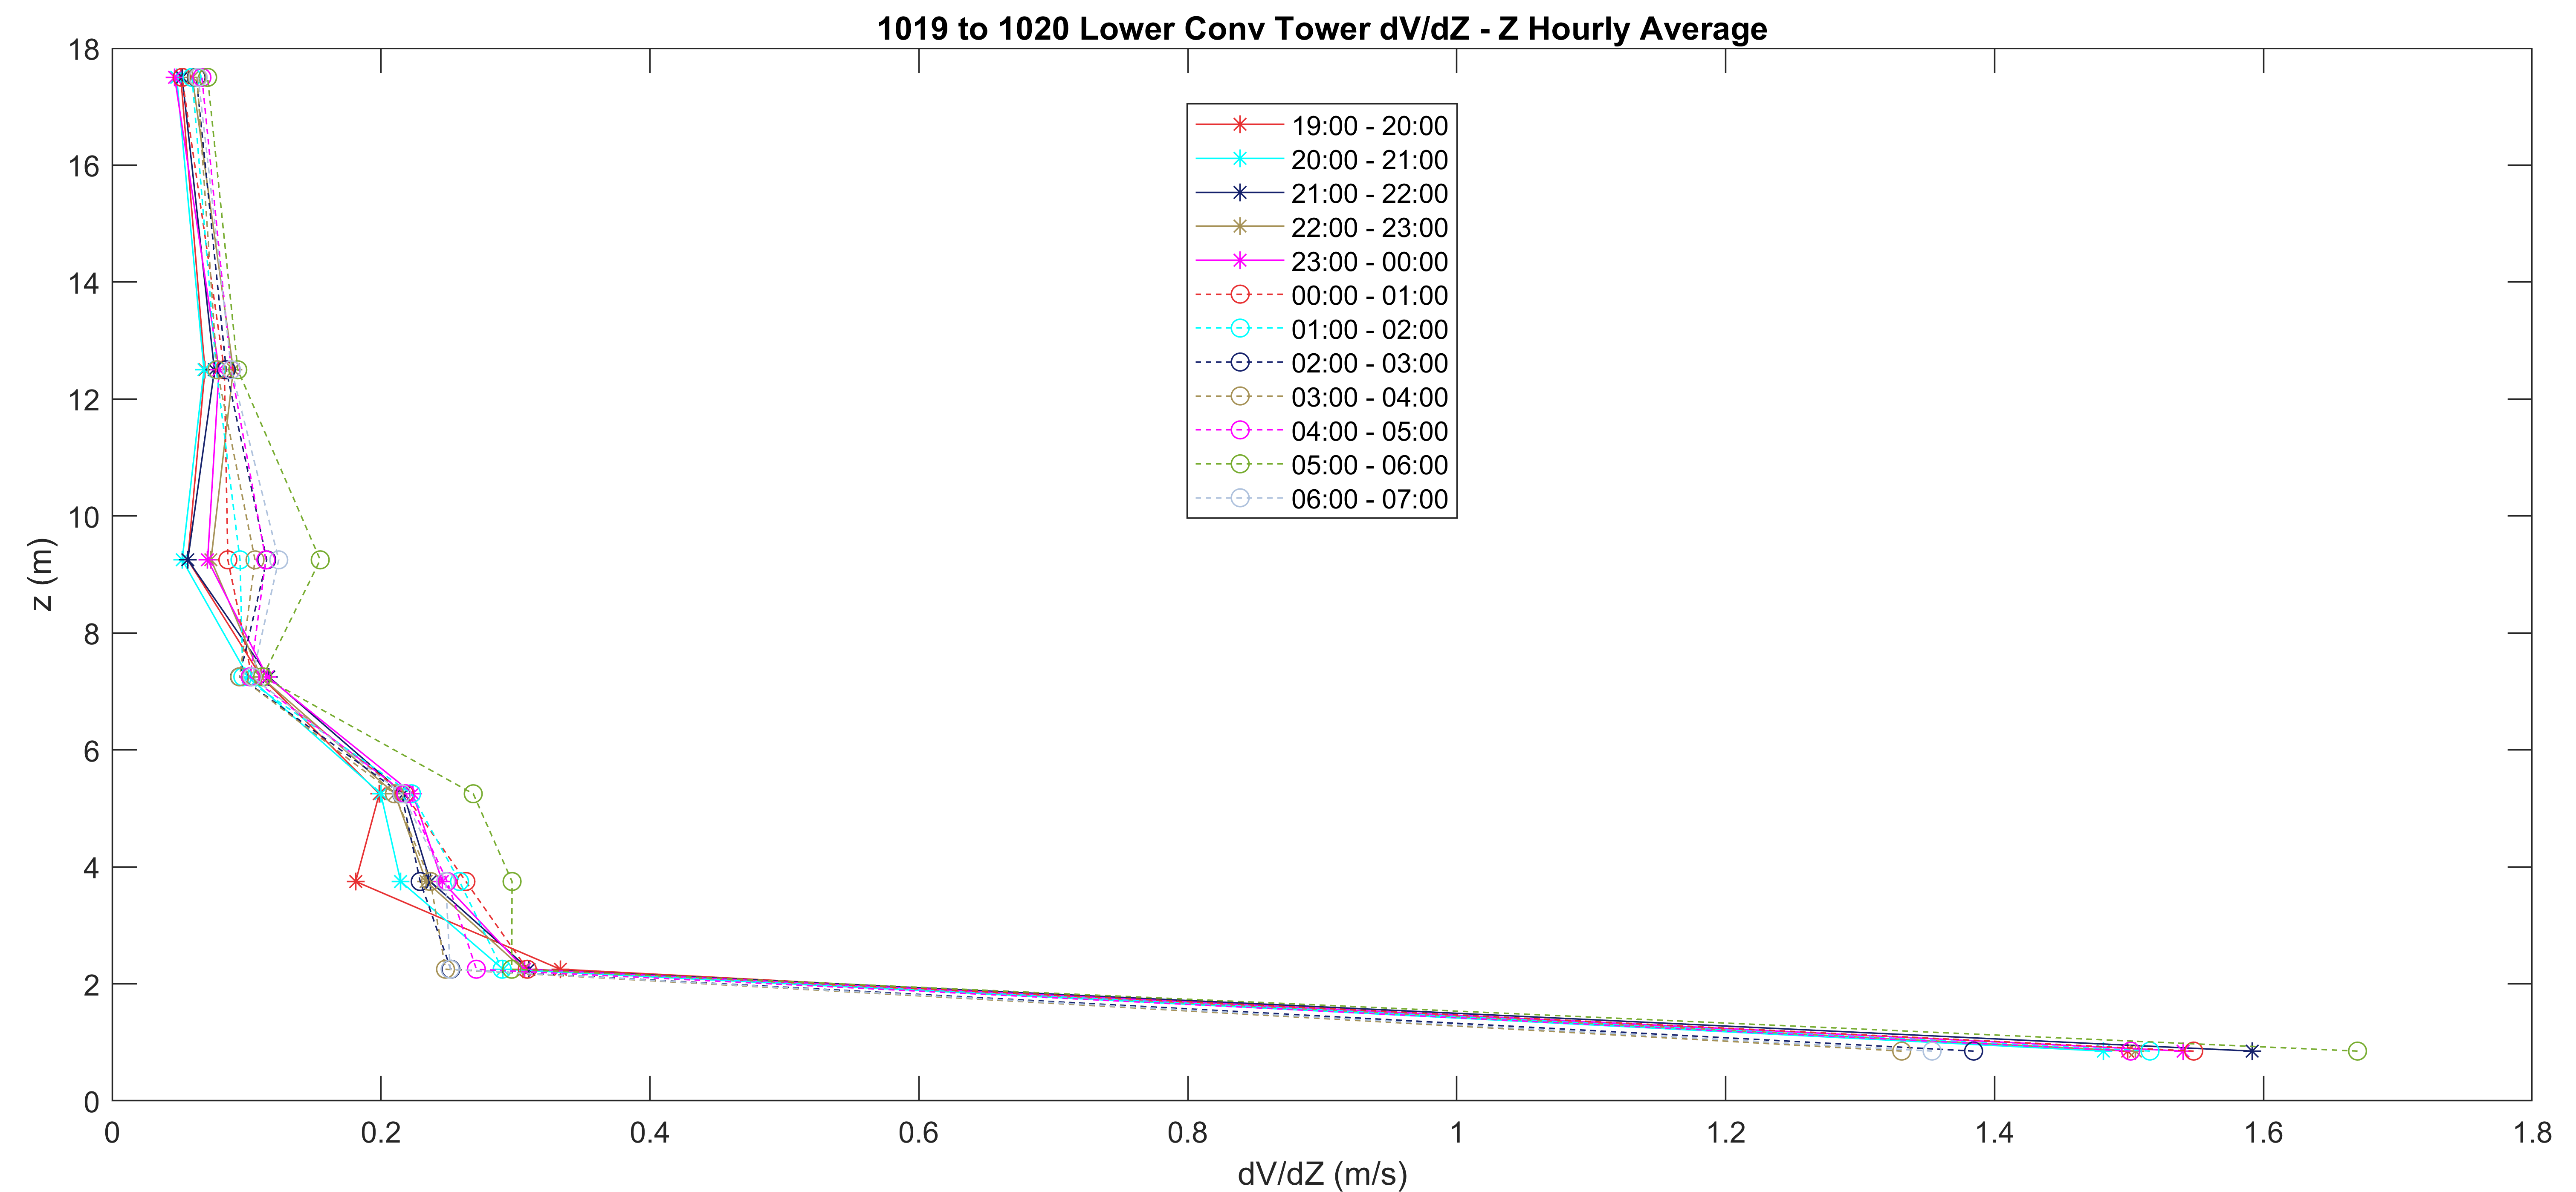 1019 to 1020 Lower Conv Tower dV/dZ - Z Hourly Average
18
16
14
12
10
8
6
4
2
0
z (m)
19:00 - 20:00
20:00 - 21:00
21:00 - 22:00
22:00 - 23:00
23:00 - 00:00
00:00 - 01:00
01:00 - 02:00
02:00 - 03:00
03:00 - 04:00
04:00 - 05:00
05:00 - 06:00
06:00 - 07:00
0 0.2 0.4 0.6 0.8 1 1.2 1.4 1.6 1.8
dV/dZ (m/s)